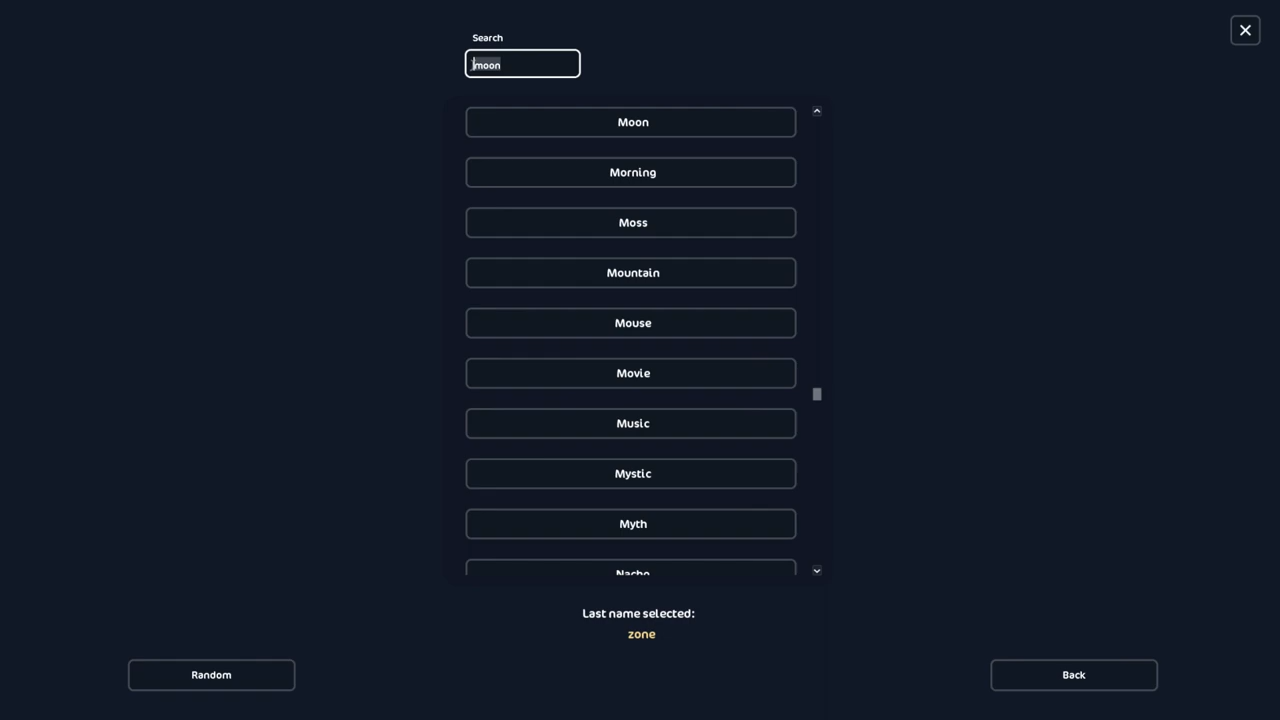 Search
moon
Moon
Morning
Moss
Mountain
Mouse
Movie
Music
Mystic
Myth
Nacho
Last name selected:
zone
Random
Back